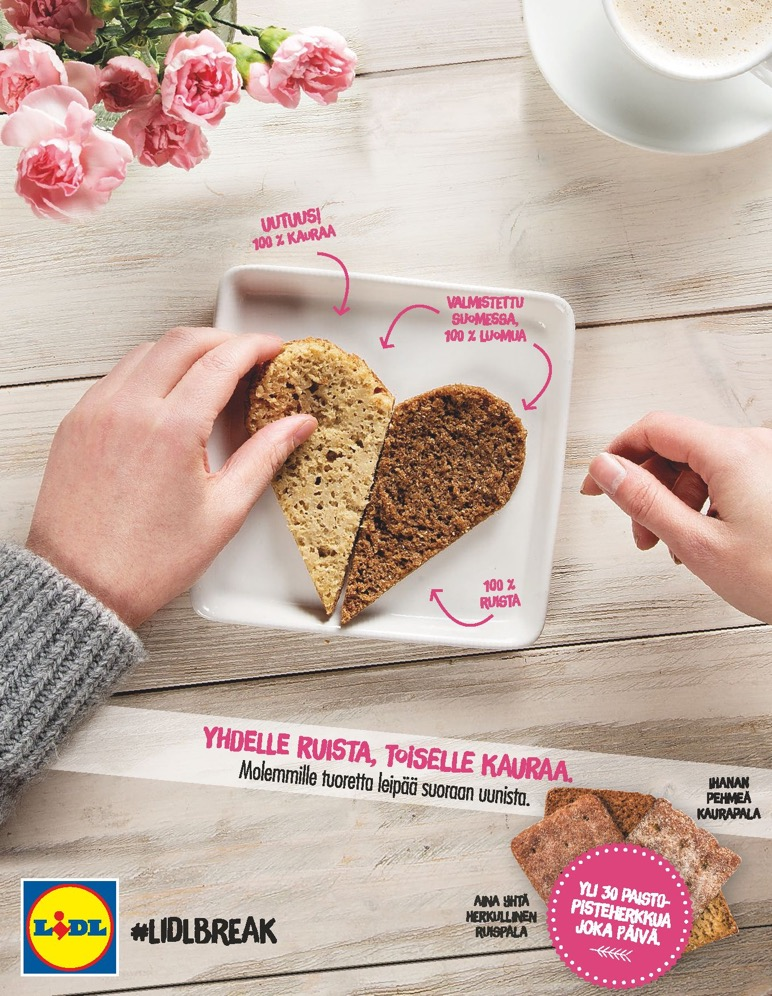 UUTUUS!
100 % KAURAA
VALMISTETTU
SUOMESSA,
100 % LUOMUA
100 %
RUISTA
YHDELLE RUISTA, TOISELLE KAURAA.
Molemmille tuoretta leipää suoraan uunista.
IHANAN
PEHMEÄ
KAURAPALA
AINA YHTÄ
HERKULLINEN
RUISPALA
YLI 30 PAISTO-
PISTEHERKKUA
JOKA PÄIVÄ.
LIDL
#LIDLBREAK